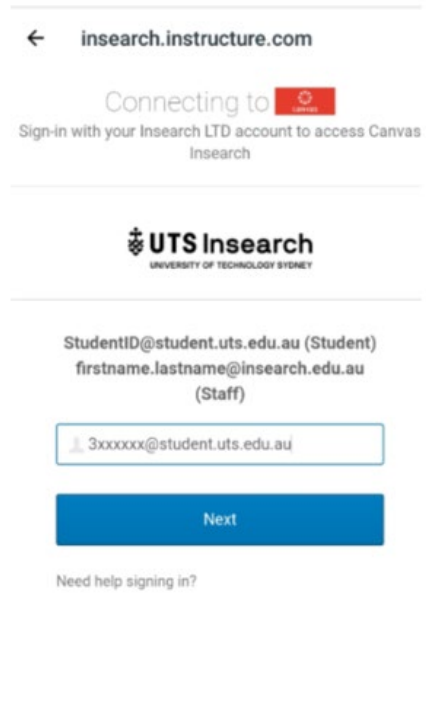 insearch.instructure.com
Connecting to canvas
Sign-in with your Insearch LTD account to access Canvas
Insearch
UTS Insearch
UNIVERSITY OF TECHNOLOGY SYDNEY
StudentID@student.uts.edu.au (Student)
firstname.lastname@insearch.edu.au
(Staff)
3xxxxxx@student.uts.edu.au
Next
Need help signing in?